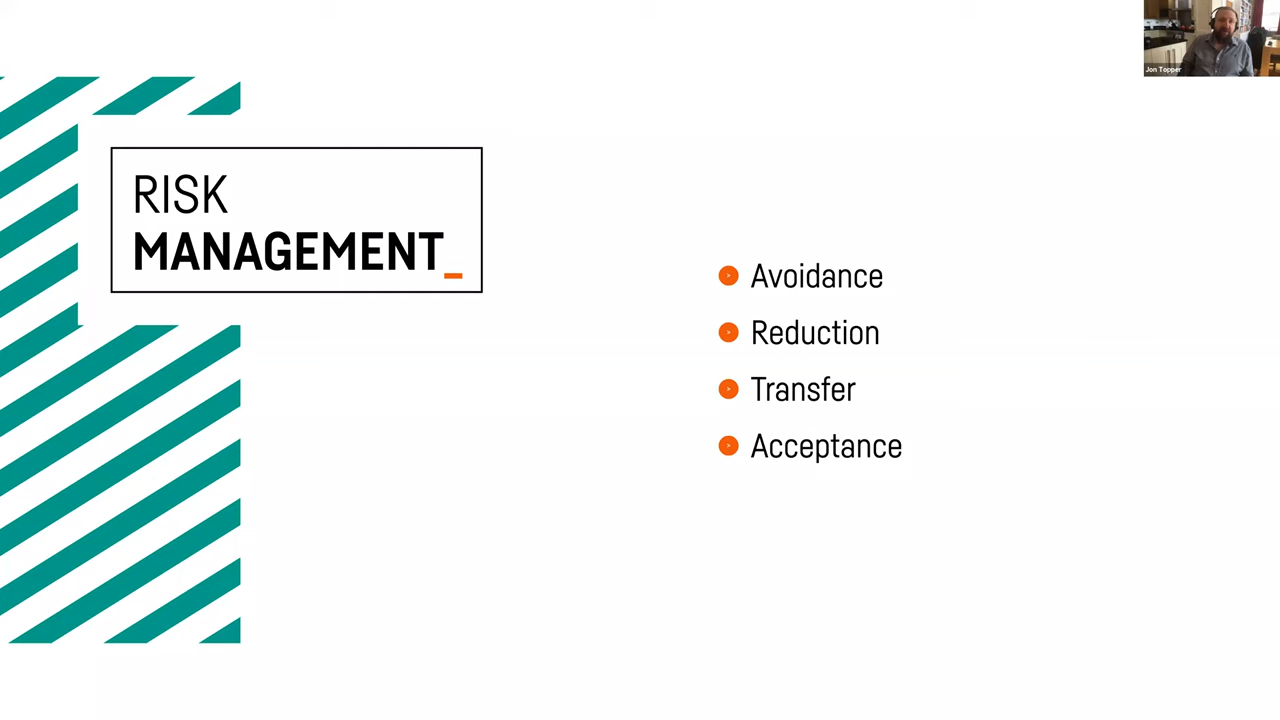 RISK
MANAGEMENT_
Avoidance
Reduction
Transfer
Acceptance
Jon Topper